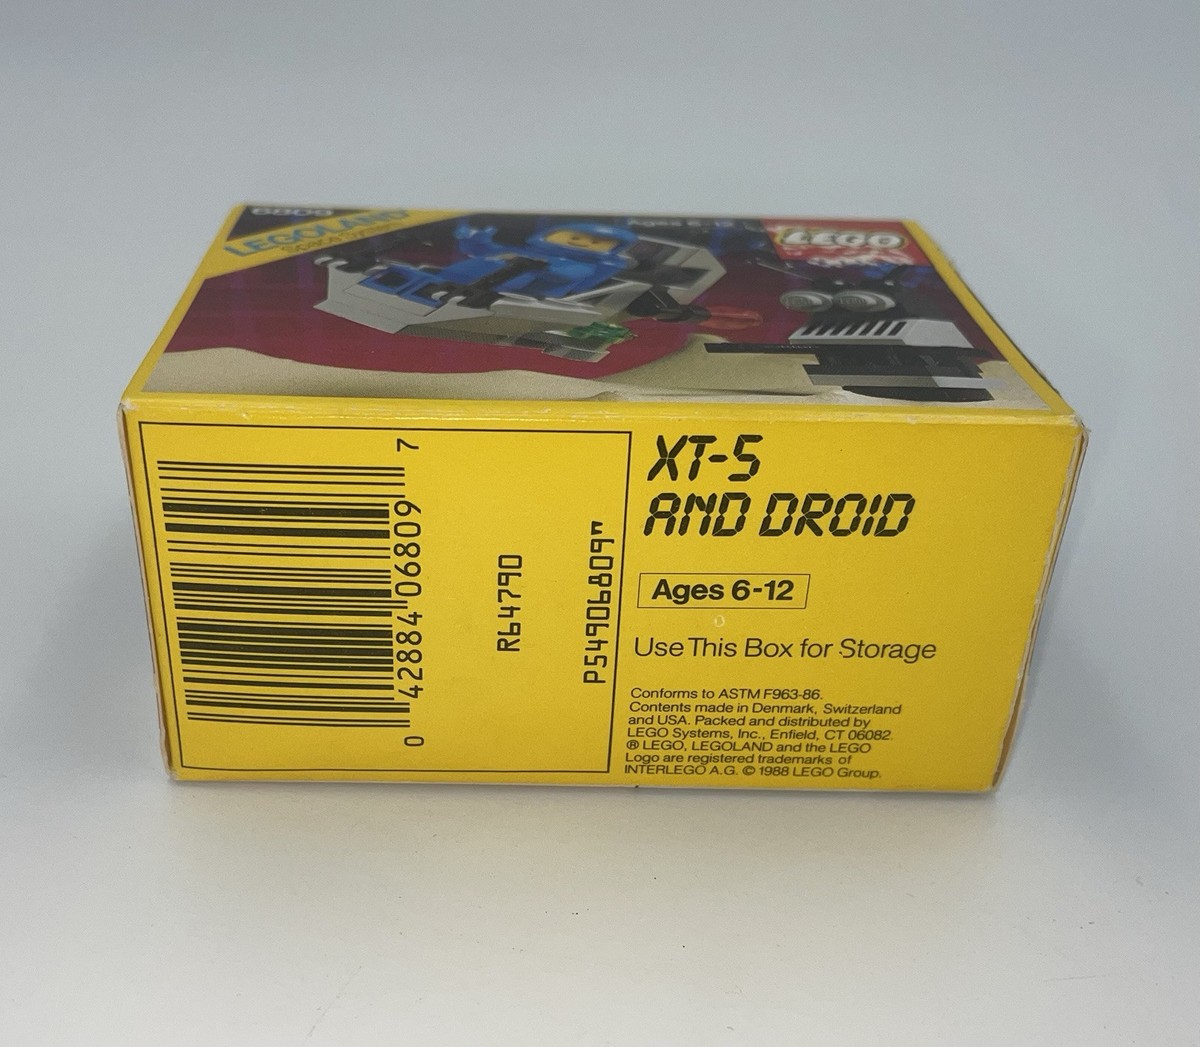 6809
LEGOLAND
Space System
Ages 6-12
LEGO
XT-5
AND DROID
Ages 6-12
Use This Box for Storage
Conforms to ASTM F963-86.
Contents made in Denmark, Switzerland
and USA. Packed and distributed by
LEGO Systems, Inc., Enfield, CT 06082.
® LEGO, LEGOLAND and the LEGO
Logo are registered trademarks of
INTERLEGO A.G. © 1988 LEGO Group.
0 42884 06809 7
R64790
P54906809"